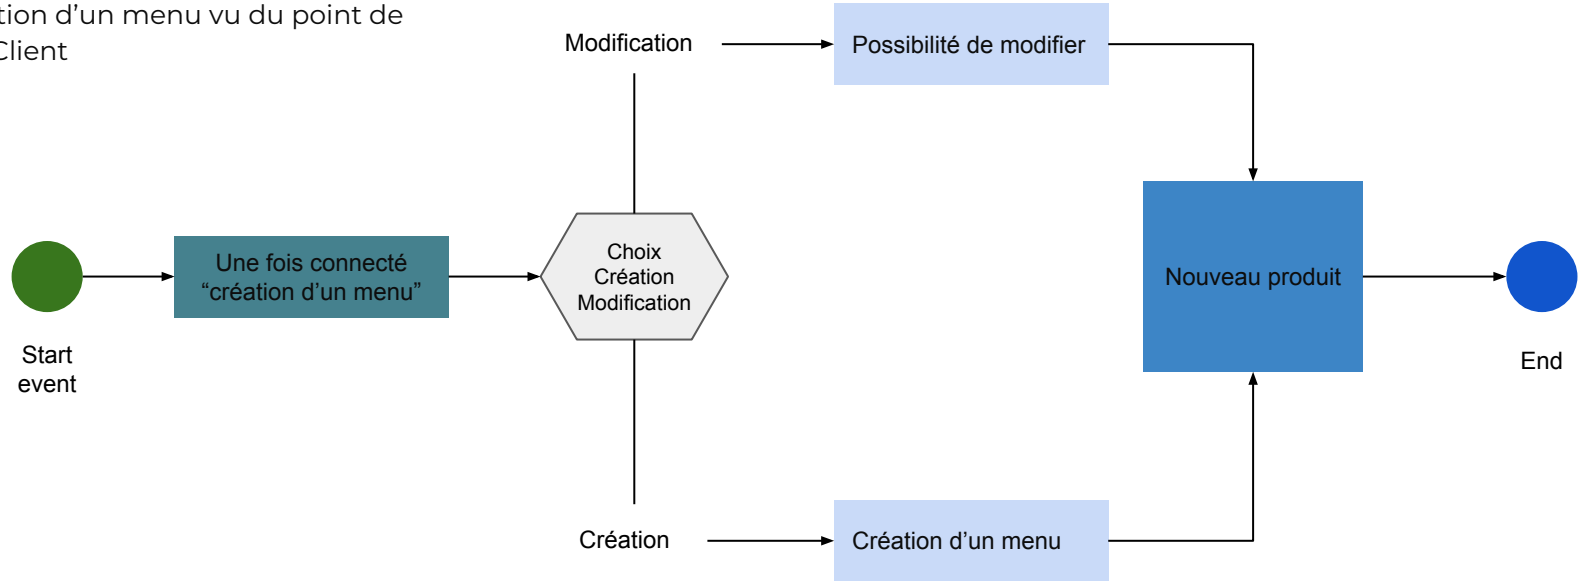 tion d’un menu vu du point de
Client
Modification
Possibilité de modifier
Choix
Création
Modification
Une fois connecté
“création d’un menu”
Nouveau produit
Start
event
End
Création
Création d’un menu